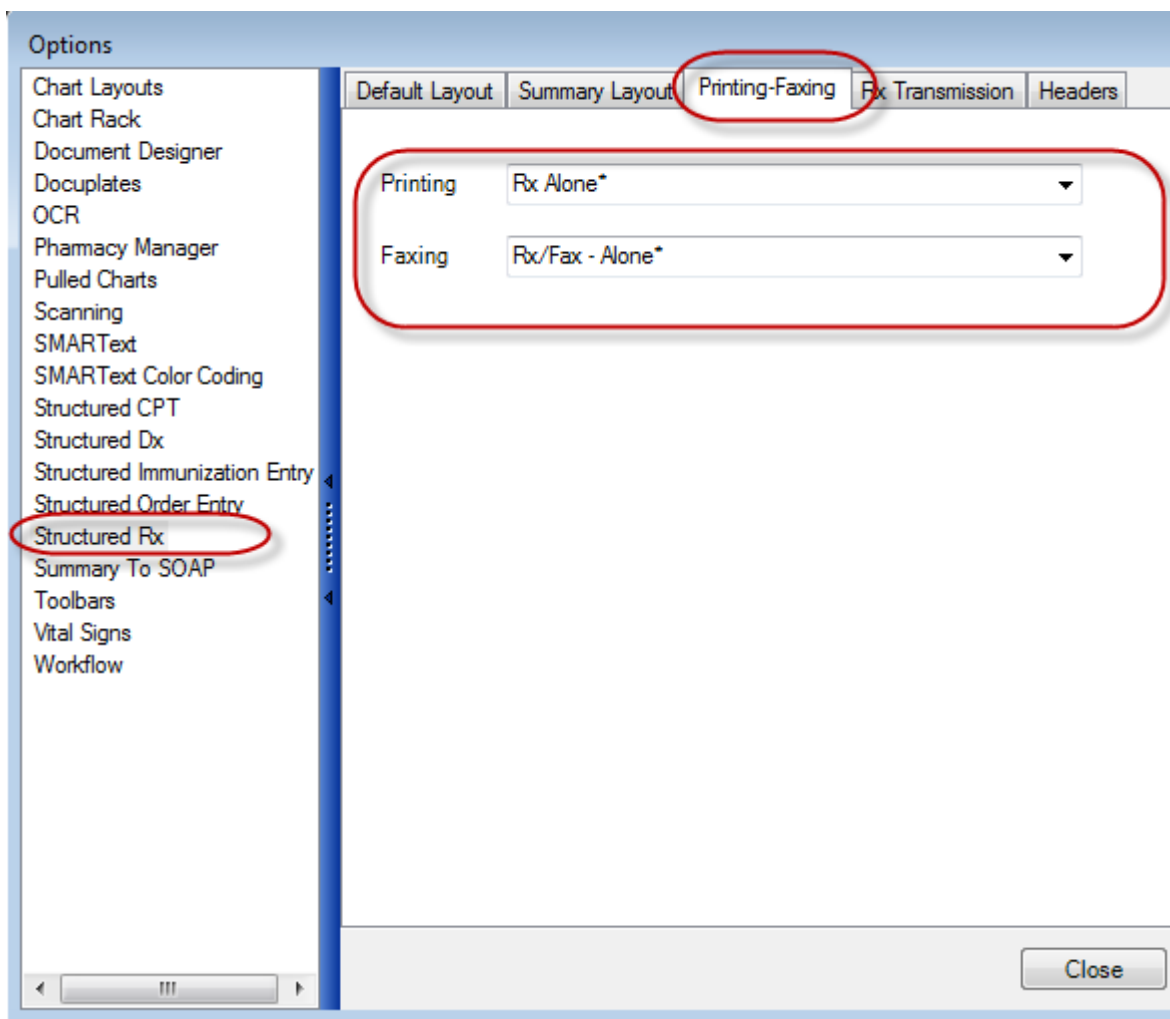 Options
Chart Layouts
Chart Rack
Document Designer
Docuplates
OCR
Pharmacy Manager
Pulled Charts
Scanning
SMARText
SMARText Color Coding
Structured CPT
Structured Dx
Structured Immunization Entry
Structured Order Entry
Structured Rx
Summary To SOAP
Toolbars
Vital Signs
Workflow
Default Layout Summary Layout Printing-Faxing Rx Transmission Headers
Printing Rx Alone*
Faxing Rx/Fax - Alone*
Close